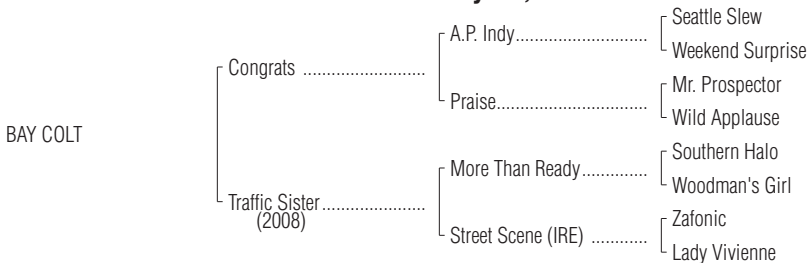 Seattle Slew
A.P. Indy
Weekend Surprise
Congrats
Mr. Prospector
Praise
Wild Applause
BAY COLT
Southern Halo
More Than Ready
Woodman's Girl
Traffic Sister
(2008)
Zafonic
Street Scene (IRE)
Lady Vivienne